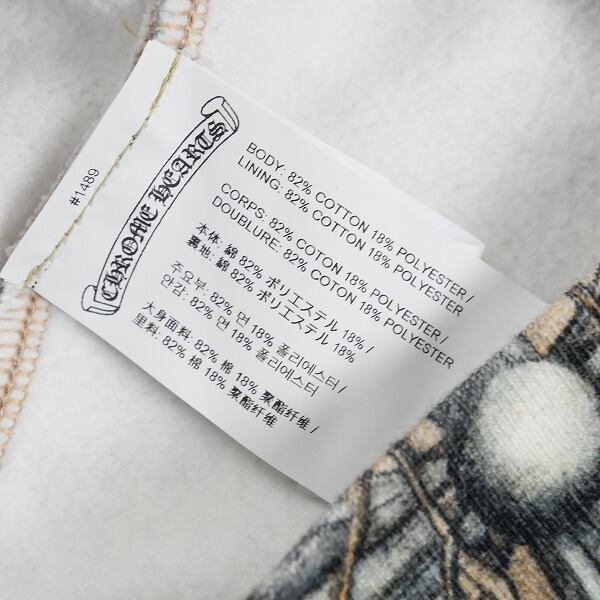 #1489
CHROME HEARTS
BODY: 82% COTTON 18% POLYESTER /
LINING: 82% COTTON 18% POLYESTER
CORPS: 82% COTON 18% POLYESTER /
DOUBLURE: 82% COTON 18% POLYESTER
本体: 綿 82% ポリエステル 18% /
裏地: 綿 82% ポリエステル 18%
주요부: 82% 면 18% 폴리에스터 /
안감: 82% 면 18% 폴리에스터
大身面料: 82% 棉 18% 聚酯纤维 /
里料: 82% 棉 18% 聚酯纤维